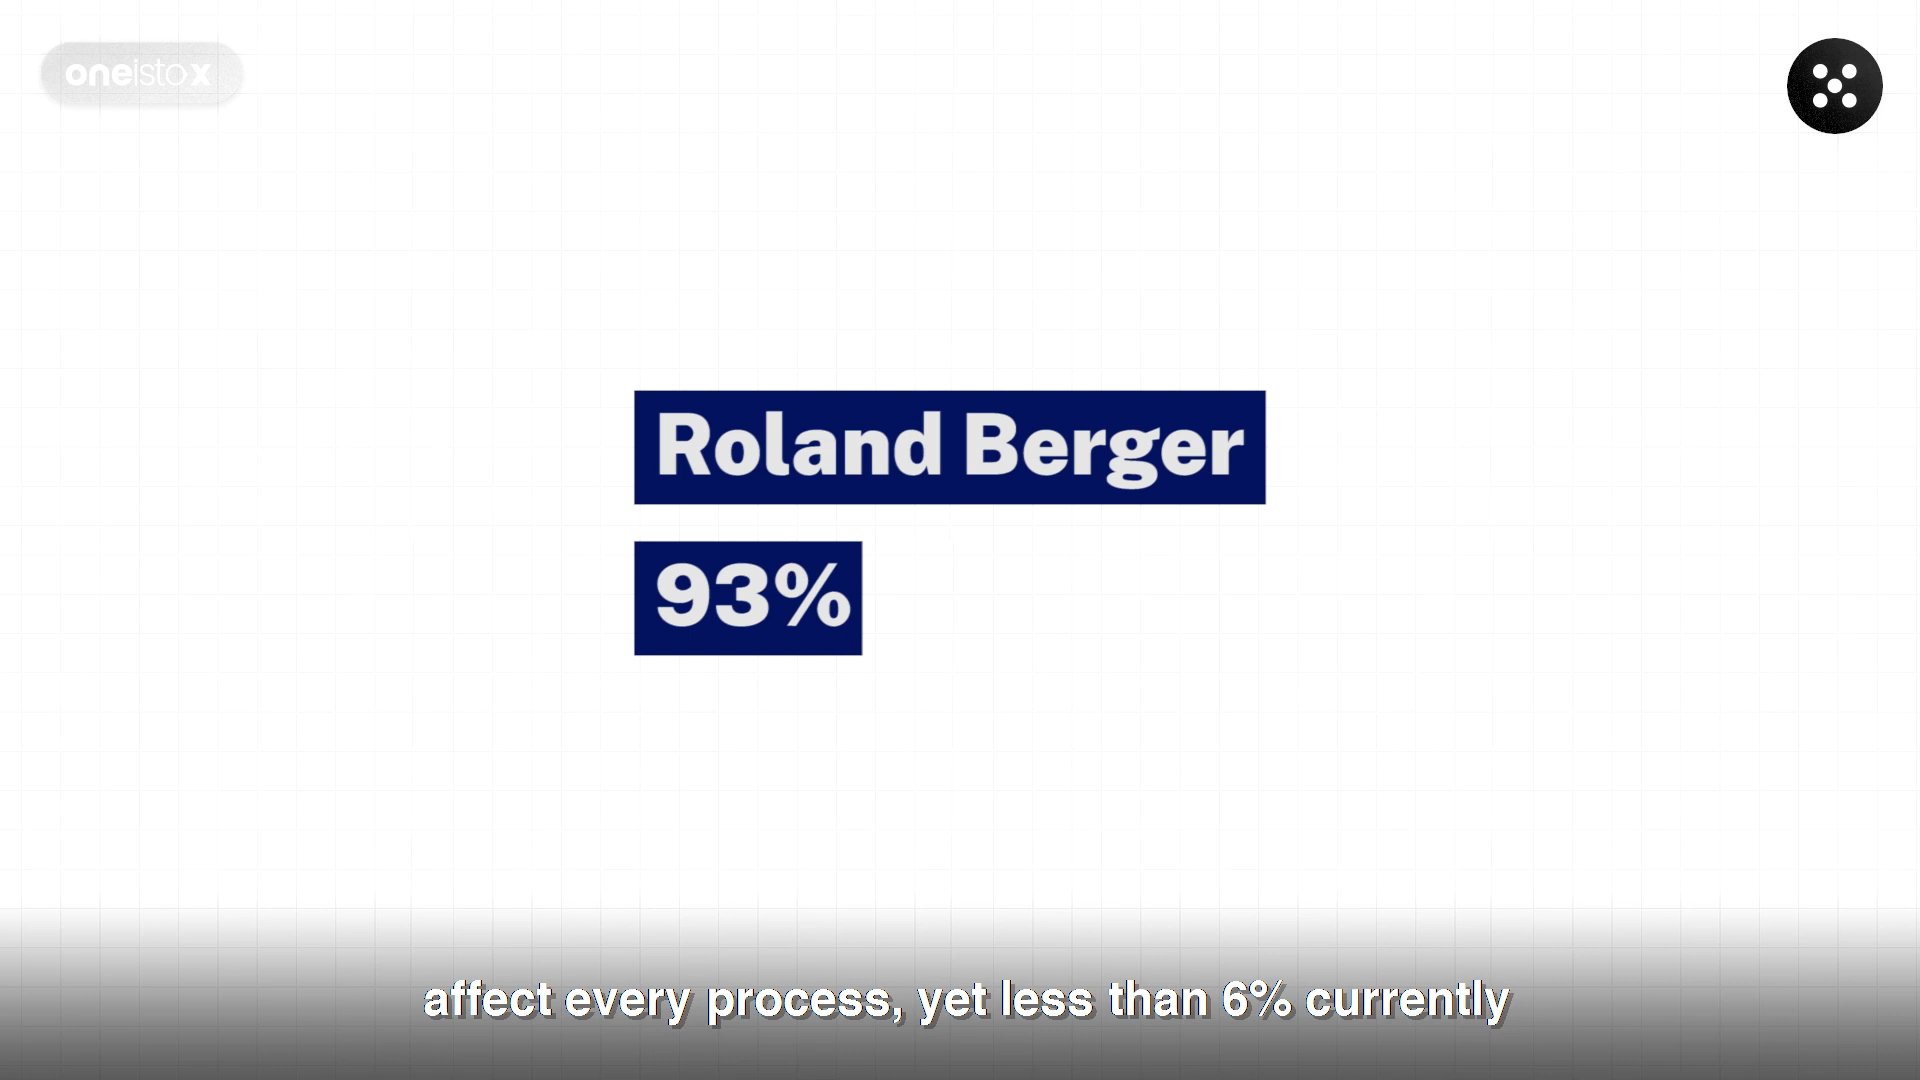 oneistox
Roland Berger
93%
affect every process, yet less than 6% currently